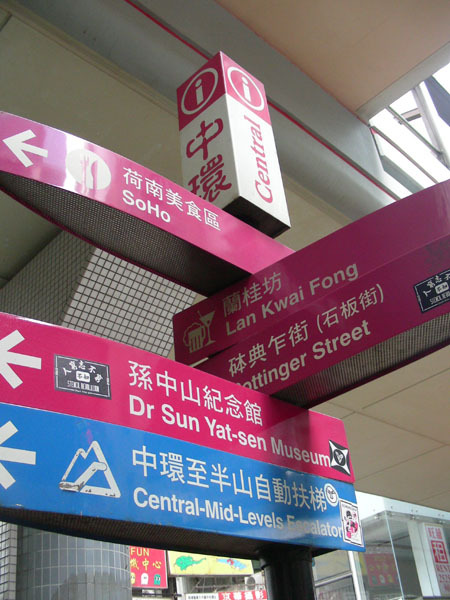 i
i
中環
Central
荷南美食區
SoHo
蘭桂坊
Lan Kwai Fong
砵典乍街 (石板街)
ottinger Street
孫中山紀念館
Dr Sun Yat-sen Museum
中環至半山自動扶梯
Central-Mid-Levels Escalator
FUN